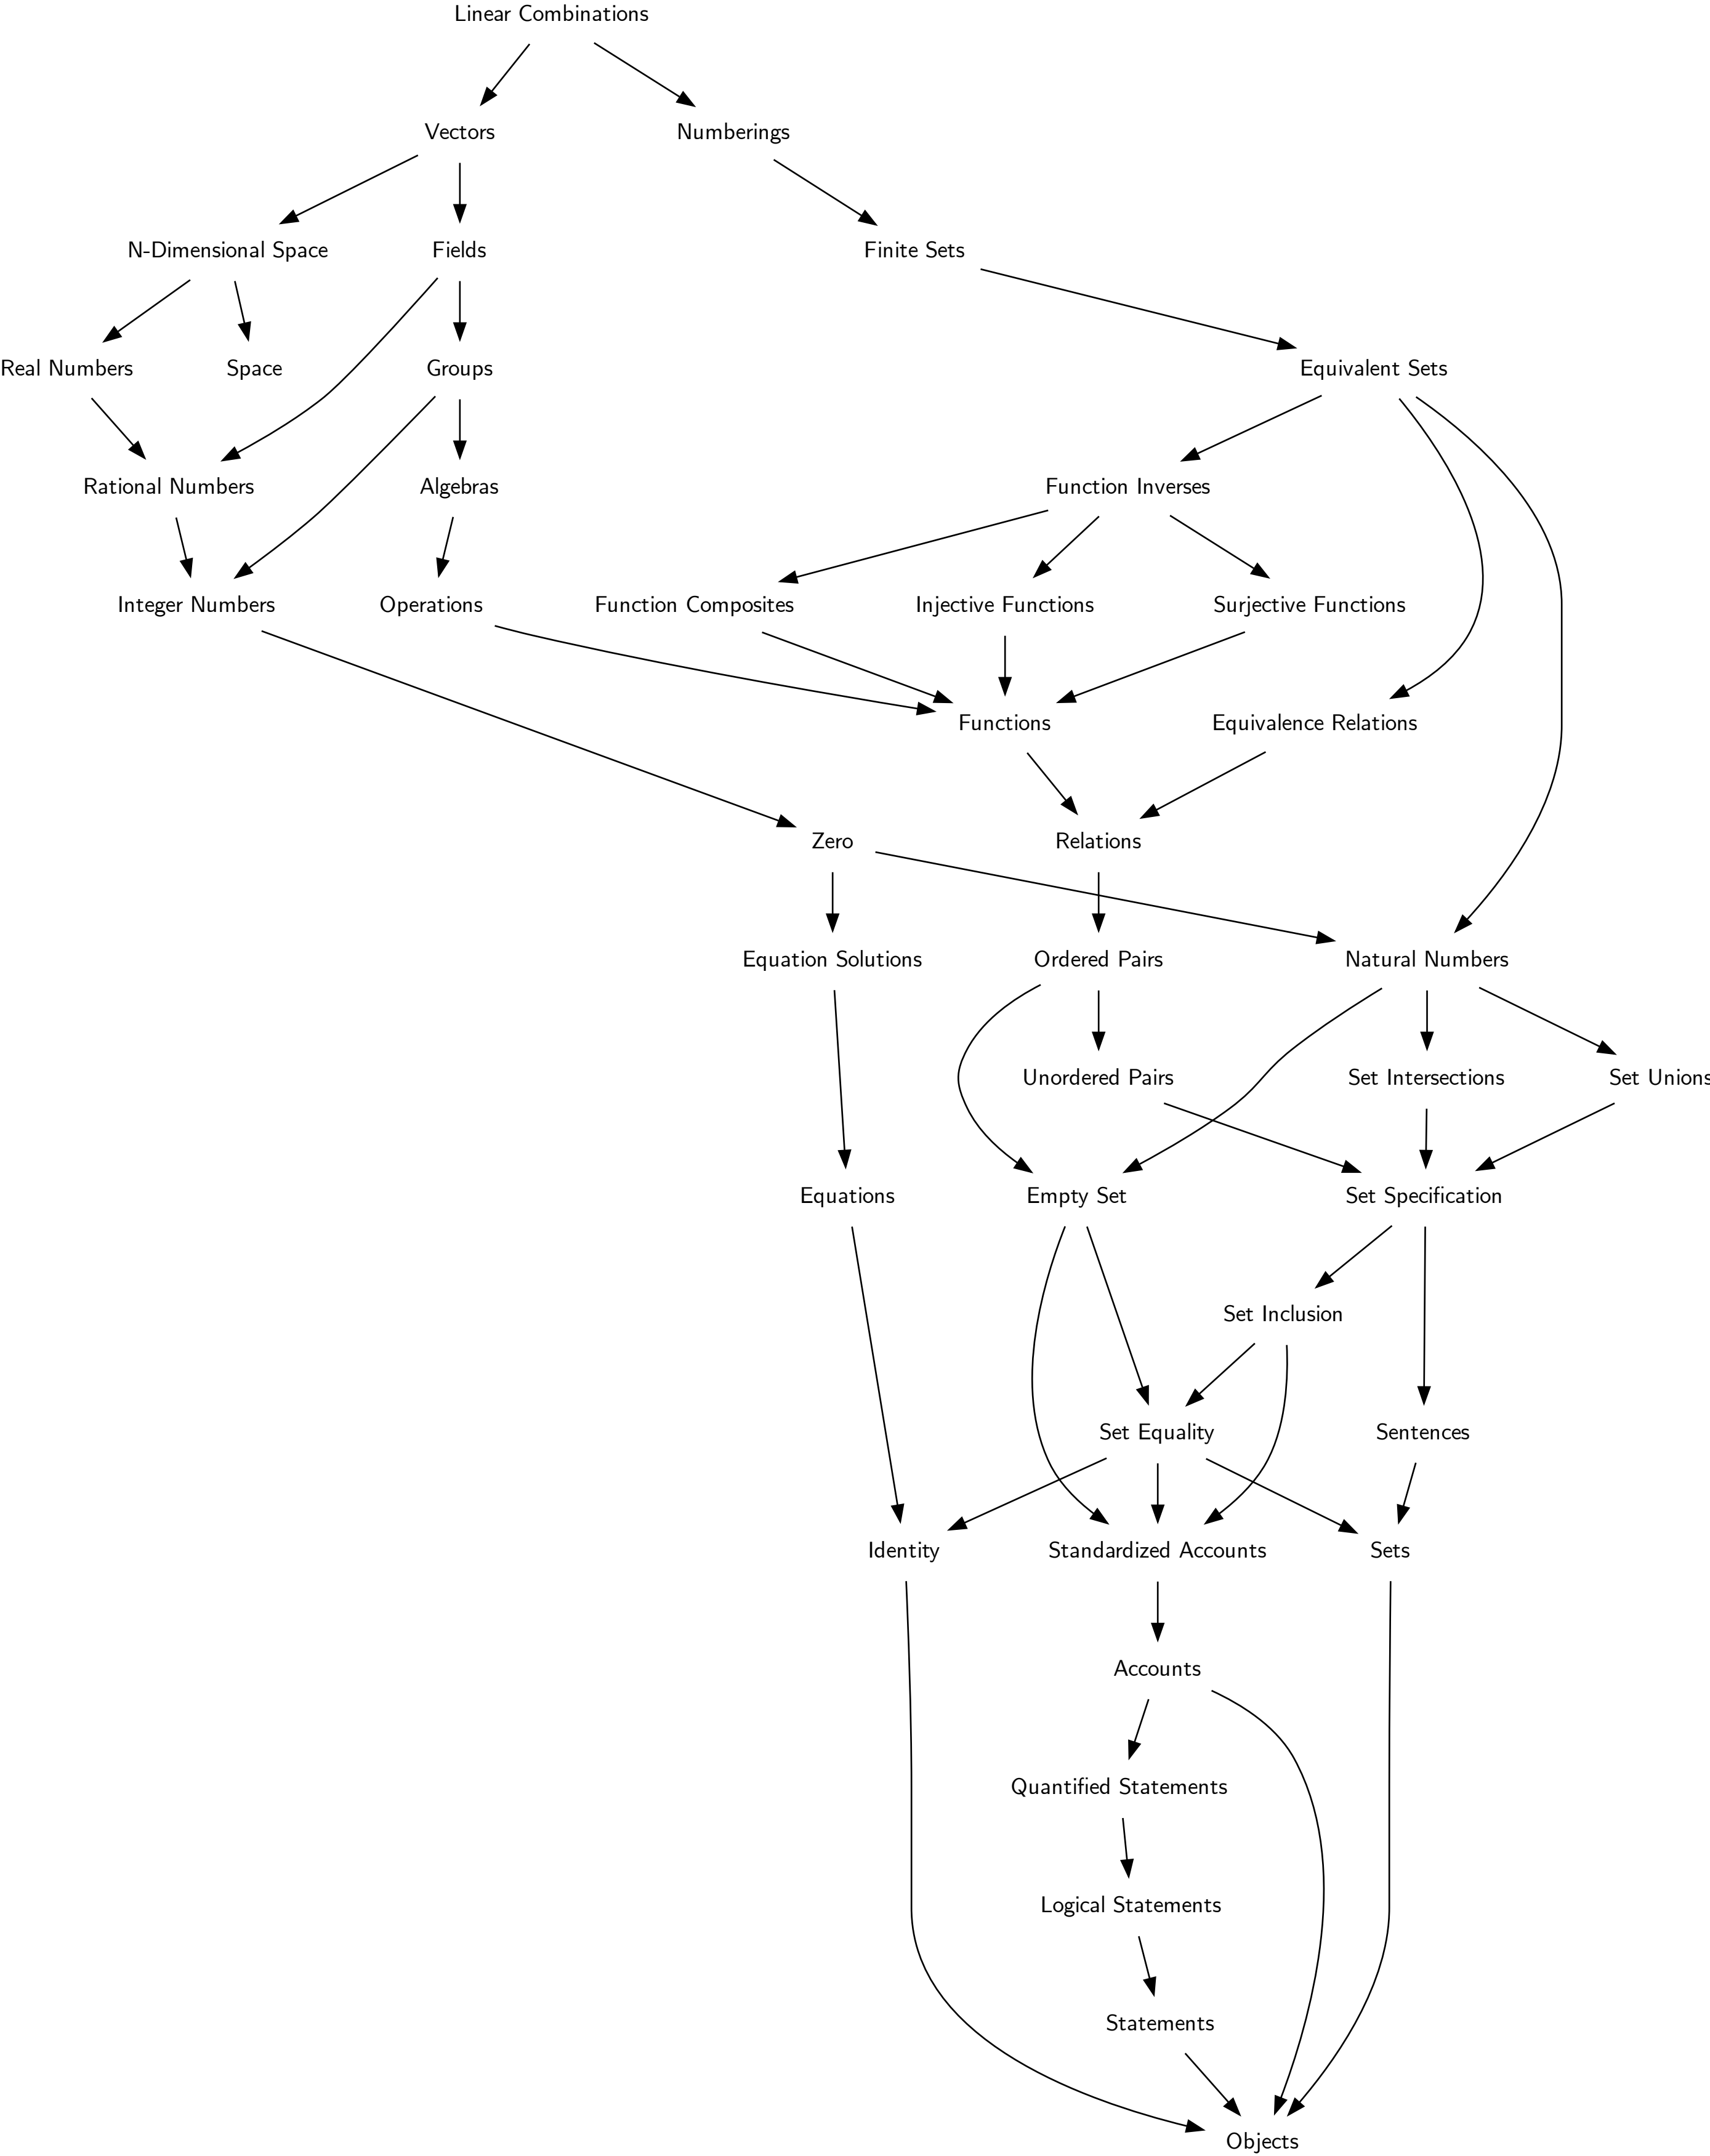 Linear Combinations
Vectors
Numberings
N-Dimensional Space
Fields
Finite Sets
Real Numbers
Space
Groups
Equivalent Sets
Rational Numbers
Algebras
Function Inverses
Integer Numbers
Operations
Function Composites
Injective Functions
Surjective Functions
Functions
Equivalence Relations
Zero
Relations
Equation Solutions
Ordered Pairs
Natural Numbers
Unordered Pairs
Set Intersections
Set Unions
Equations
Empty Set
Set Specification
Set Inclusion
Set Equality
Sentences
Identity
Standardized Accounts
Sets
Accounts
Quantified Statements
Logical Statements
Statements
Objects